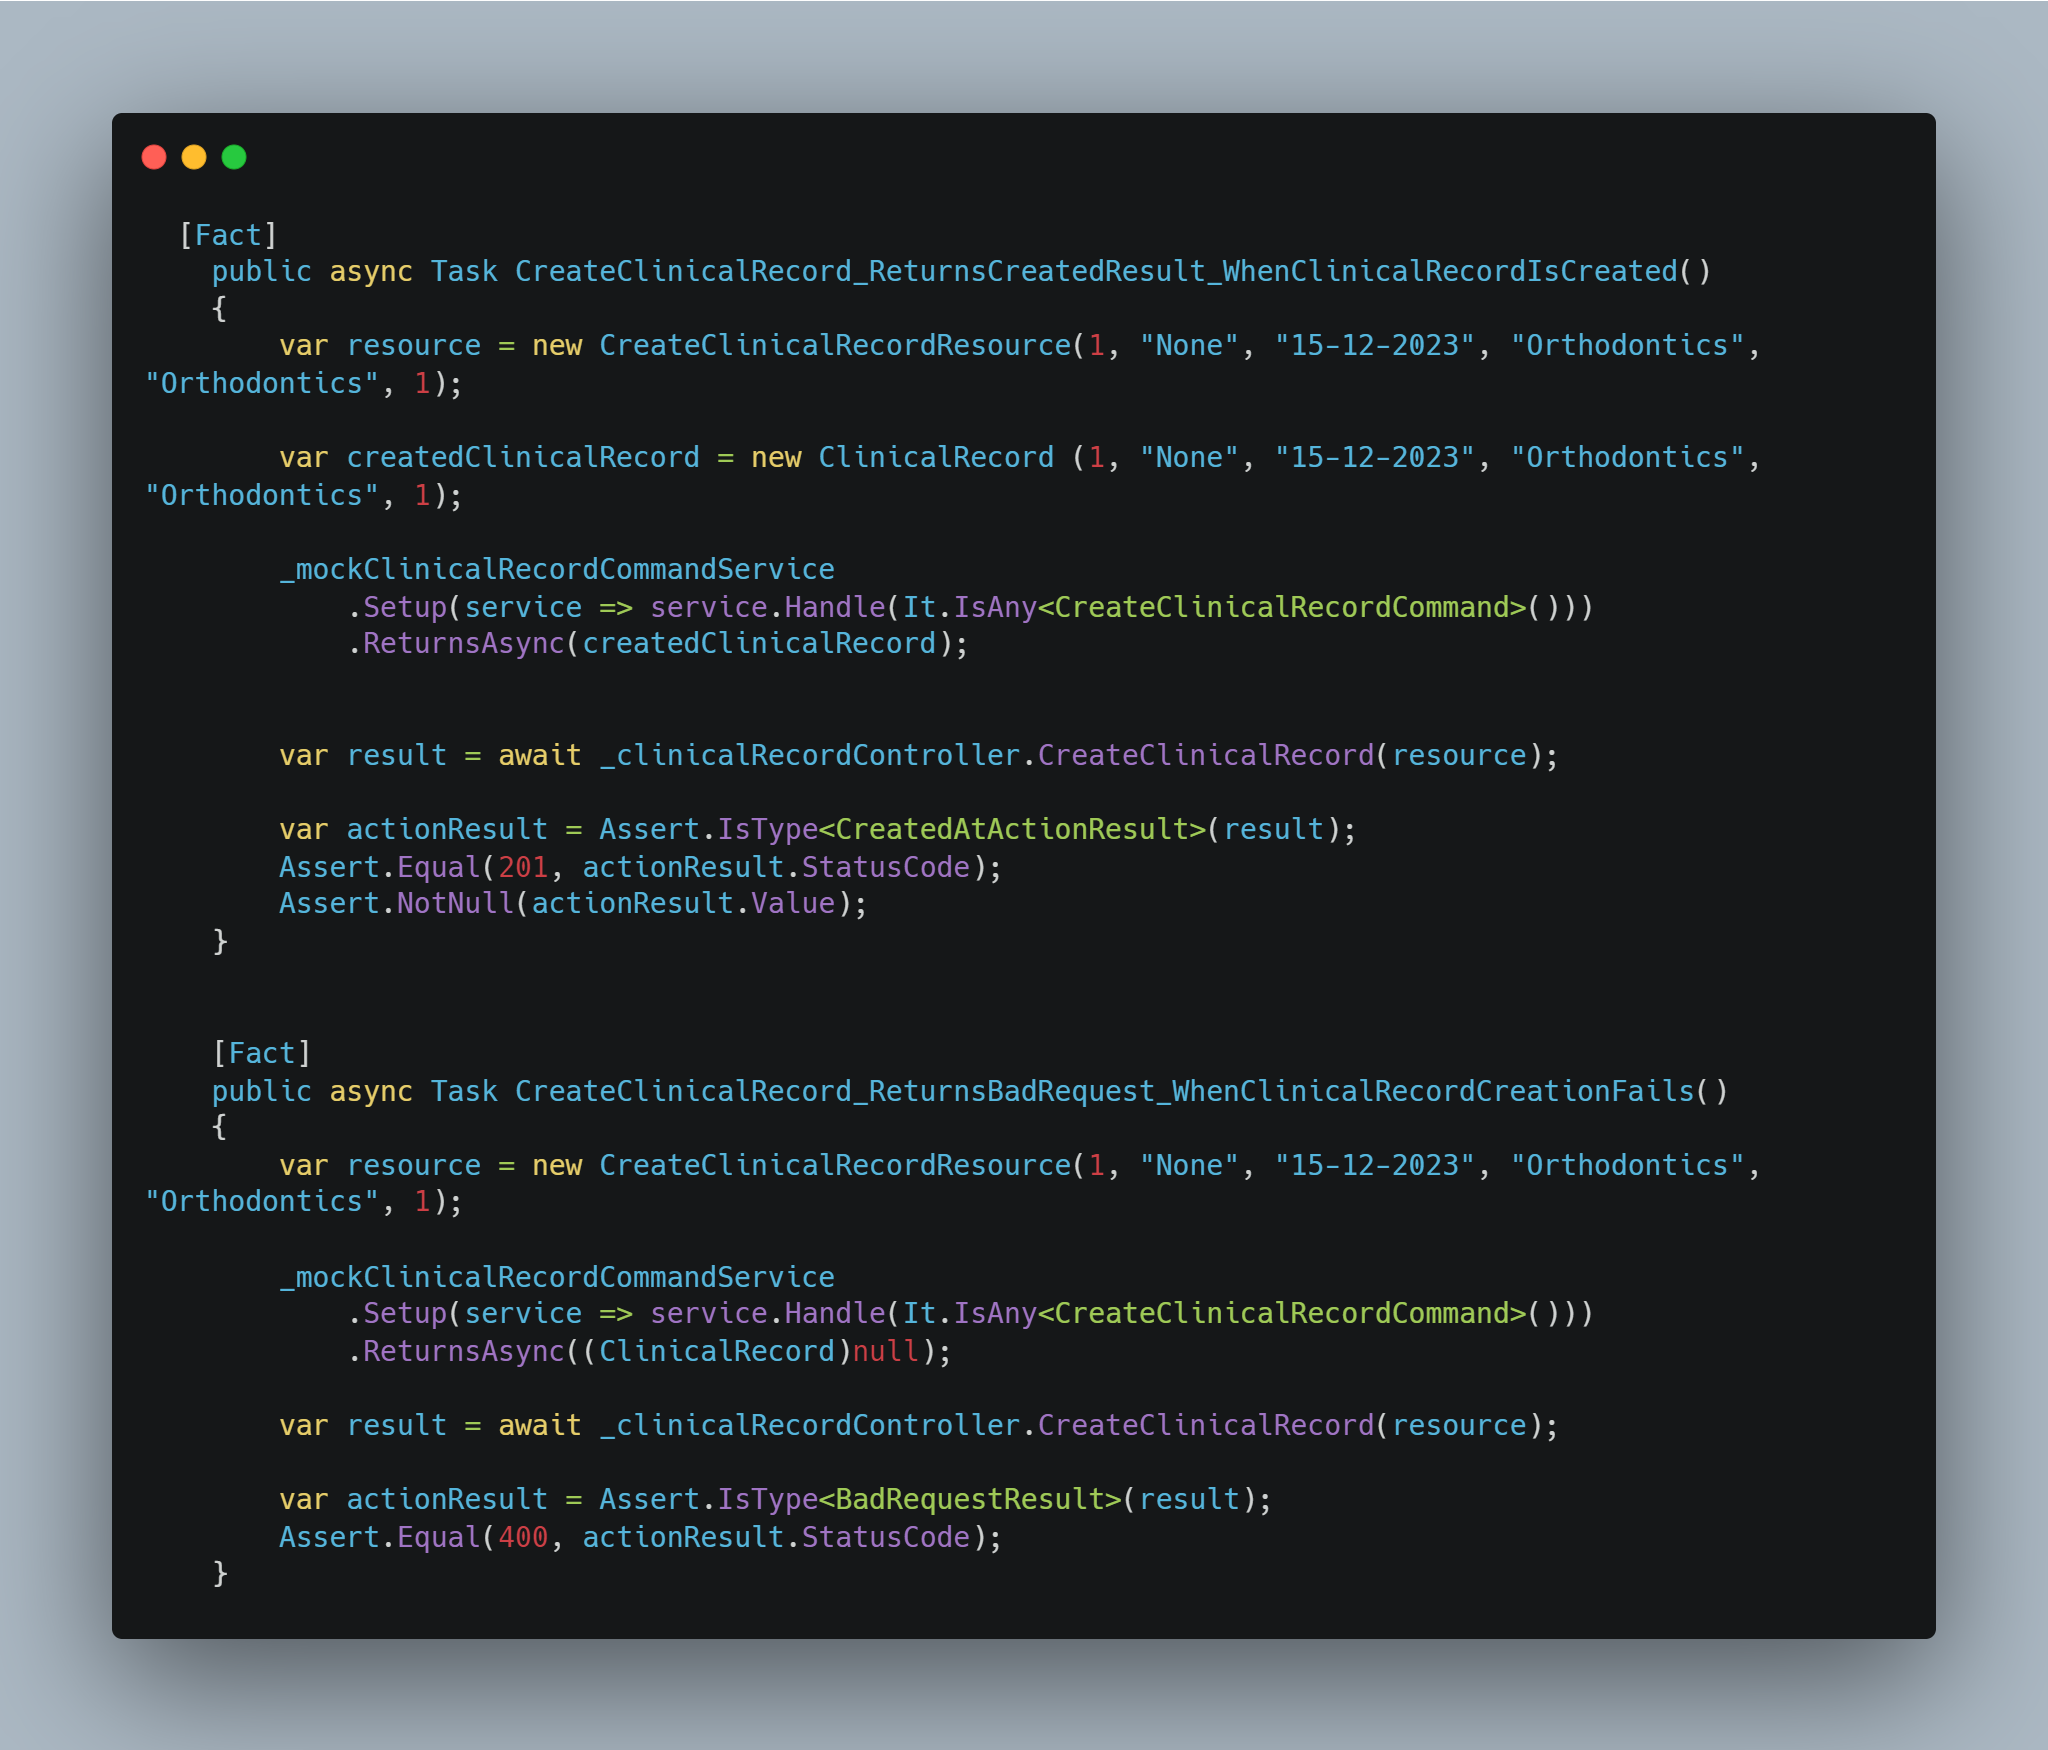 [Fact]
public async Task CreateClinicalRecord_ReturnsCreatedResult_WhenClinicalRecordIsCreated()
{
var resource = new CreateClinicalRecordResource(1, "None", "15-12-2023", "Orthodontics",
"Orthodontics", 1);
var createdClinicalRecord = new ClinicalRecord (1, "None", "15-12-2023", "Orthodontics",
"Orthodontics", 1);
_mockClinicalRecordCommandService
.Setup(service => service.Handle(It.IsAny<CreateClinicalRecordCommand>()))
.ReturnsAsync(createdClinicalRecord);
var result = await _clinicalRecordController.CreateClinicalRecord(resource);
var actionResult = Assert.IsType<CreatedAtActionResult>(result);
Assert.Equal(201, actionResult.StatusCode);
Assert.NotNull(actionResult.Value);
}
[Fact]
public async Task CreateClinicalRecord_ReturnsBadRequest_WhenClinicalRecordCreationFails()
{
var resource = new CreateClinicalRecordResource(1, "None", "15-12-2023", "Orthodontics",
"Orthodontics", 1);
_mockClinicalRecordCommandService
.Setup(service => service.Handle(It.IsAny<CreateClinicalRecordCommand>()))
.ReturnsAsync((ClinicalRecord)null);
var result = await _clinicalRecordController.CreateClinicalRecord(resource);
var actionResult = Assert.IsType<BadRequestResult>(result);
Assert.Equal(400, actionResult.StatusCode);
}